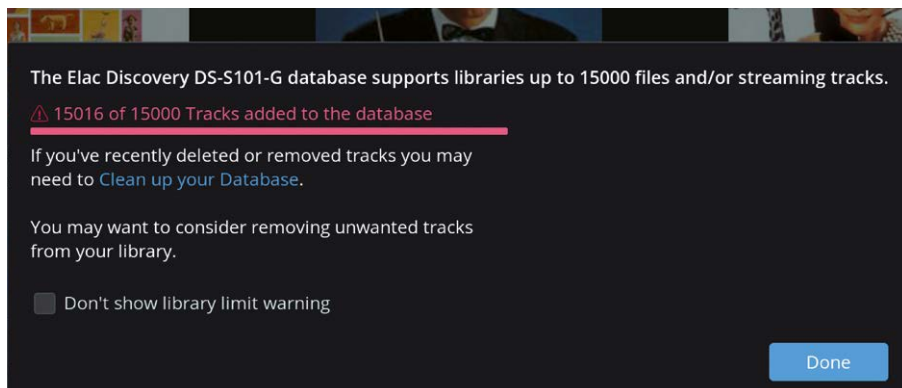 The Elac Discovery DS-S101-G database supports libraries up to 15000 files and/or streaming tracks.
15016 of 15000 Tracks added to the database
If you've recently deleted or removed tracks you may
need to Clean up your Database.
You may want to consider removing unwanted tracks
from your library.
Don't show library limit warning
Done